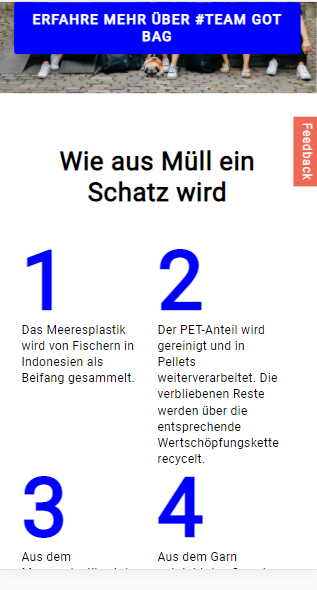 ERFAHRE MEHR ÜBER #TEAM GOT
BAG
Feedback
Wie aus Müll ein
Schatz wird
1
Das Meeresplastik
wird von Fischern in
Indonesien als
Beifang gesammelt.
2
Der PET-Anteil wird
gereinigt und in
Pellets
weiterverarbeitet. Die
verbliebenen Reste
werden über die
entsprechende
Wertschöpfungskette
recycelt.
3
Aus dem
4
Aus dem Garn